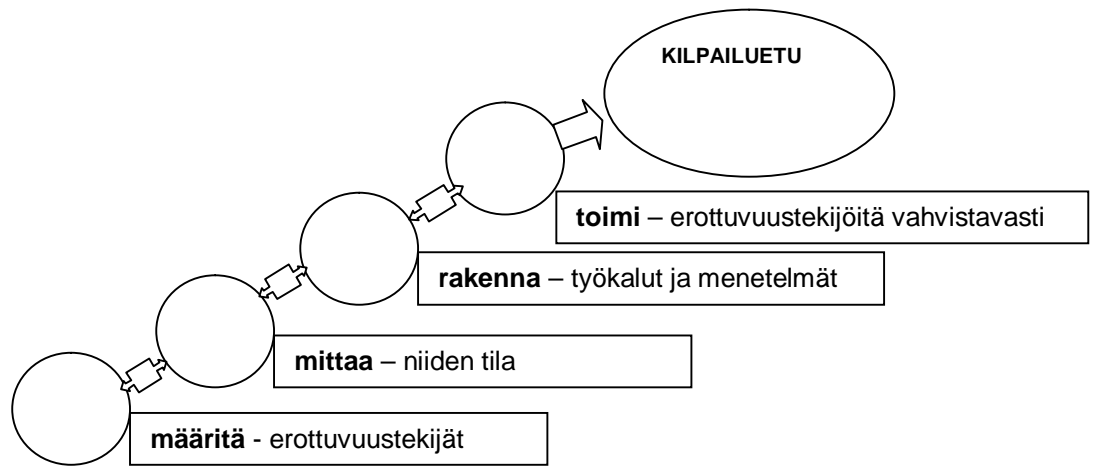 KILPAILUETU
toimi – erottuvuustekijöitä vahvistavasti
rakenna – työkalut ja menetelmät
mittaa – niiden tila
määritä - erottuvuustekijät